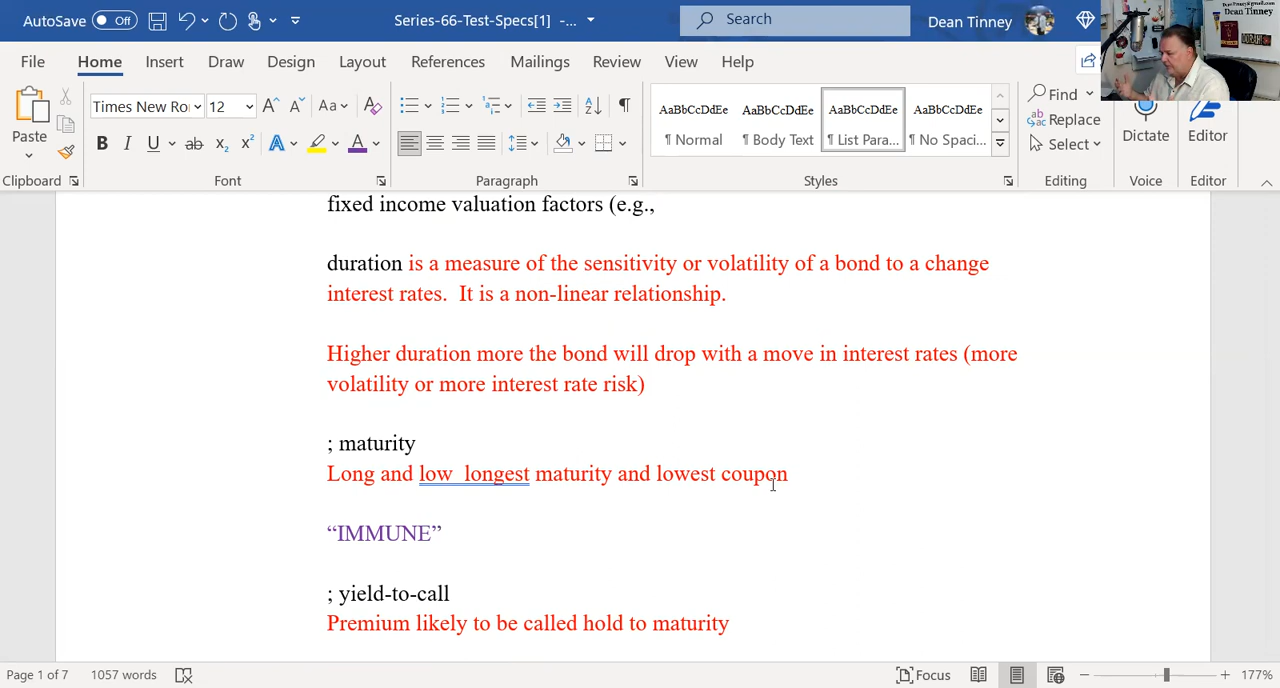 AutoSave Off Series-66-Test-Specs[1] -... Search Dean Tinney
File Home Insert Draw Design Layout References Mailings Review View Help
Paste
Times New Ro 12 Aa
AaBbCcDdEe AaBbCcDdEe AaBbCcDdEe AaBbCcDdEe
¶ Normal ¶ Body Text ¶ List Para... ¶ No Spaci...
Find
Replace
Select
Dictate Editor
Clipboard Font Paragraph Styles Editing Voice Editor
fixed income valuation factors (e.g.,
duration is a measure of the sensitivity or volatility of a bond to a change
interest rates.  It is a non-linear relationship.
Higher duration more the bond will drop with a move in interest rates (more
volatility or more interest rate risk)
; maturity
Long and low  longest maturity and lowest coupon
“IMMUNE”
; yield-to-call
Premium likely to be called hold to maturity
Page 1 of 7 1057 words Focus 177%